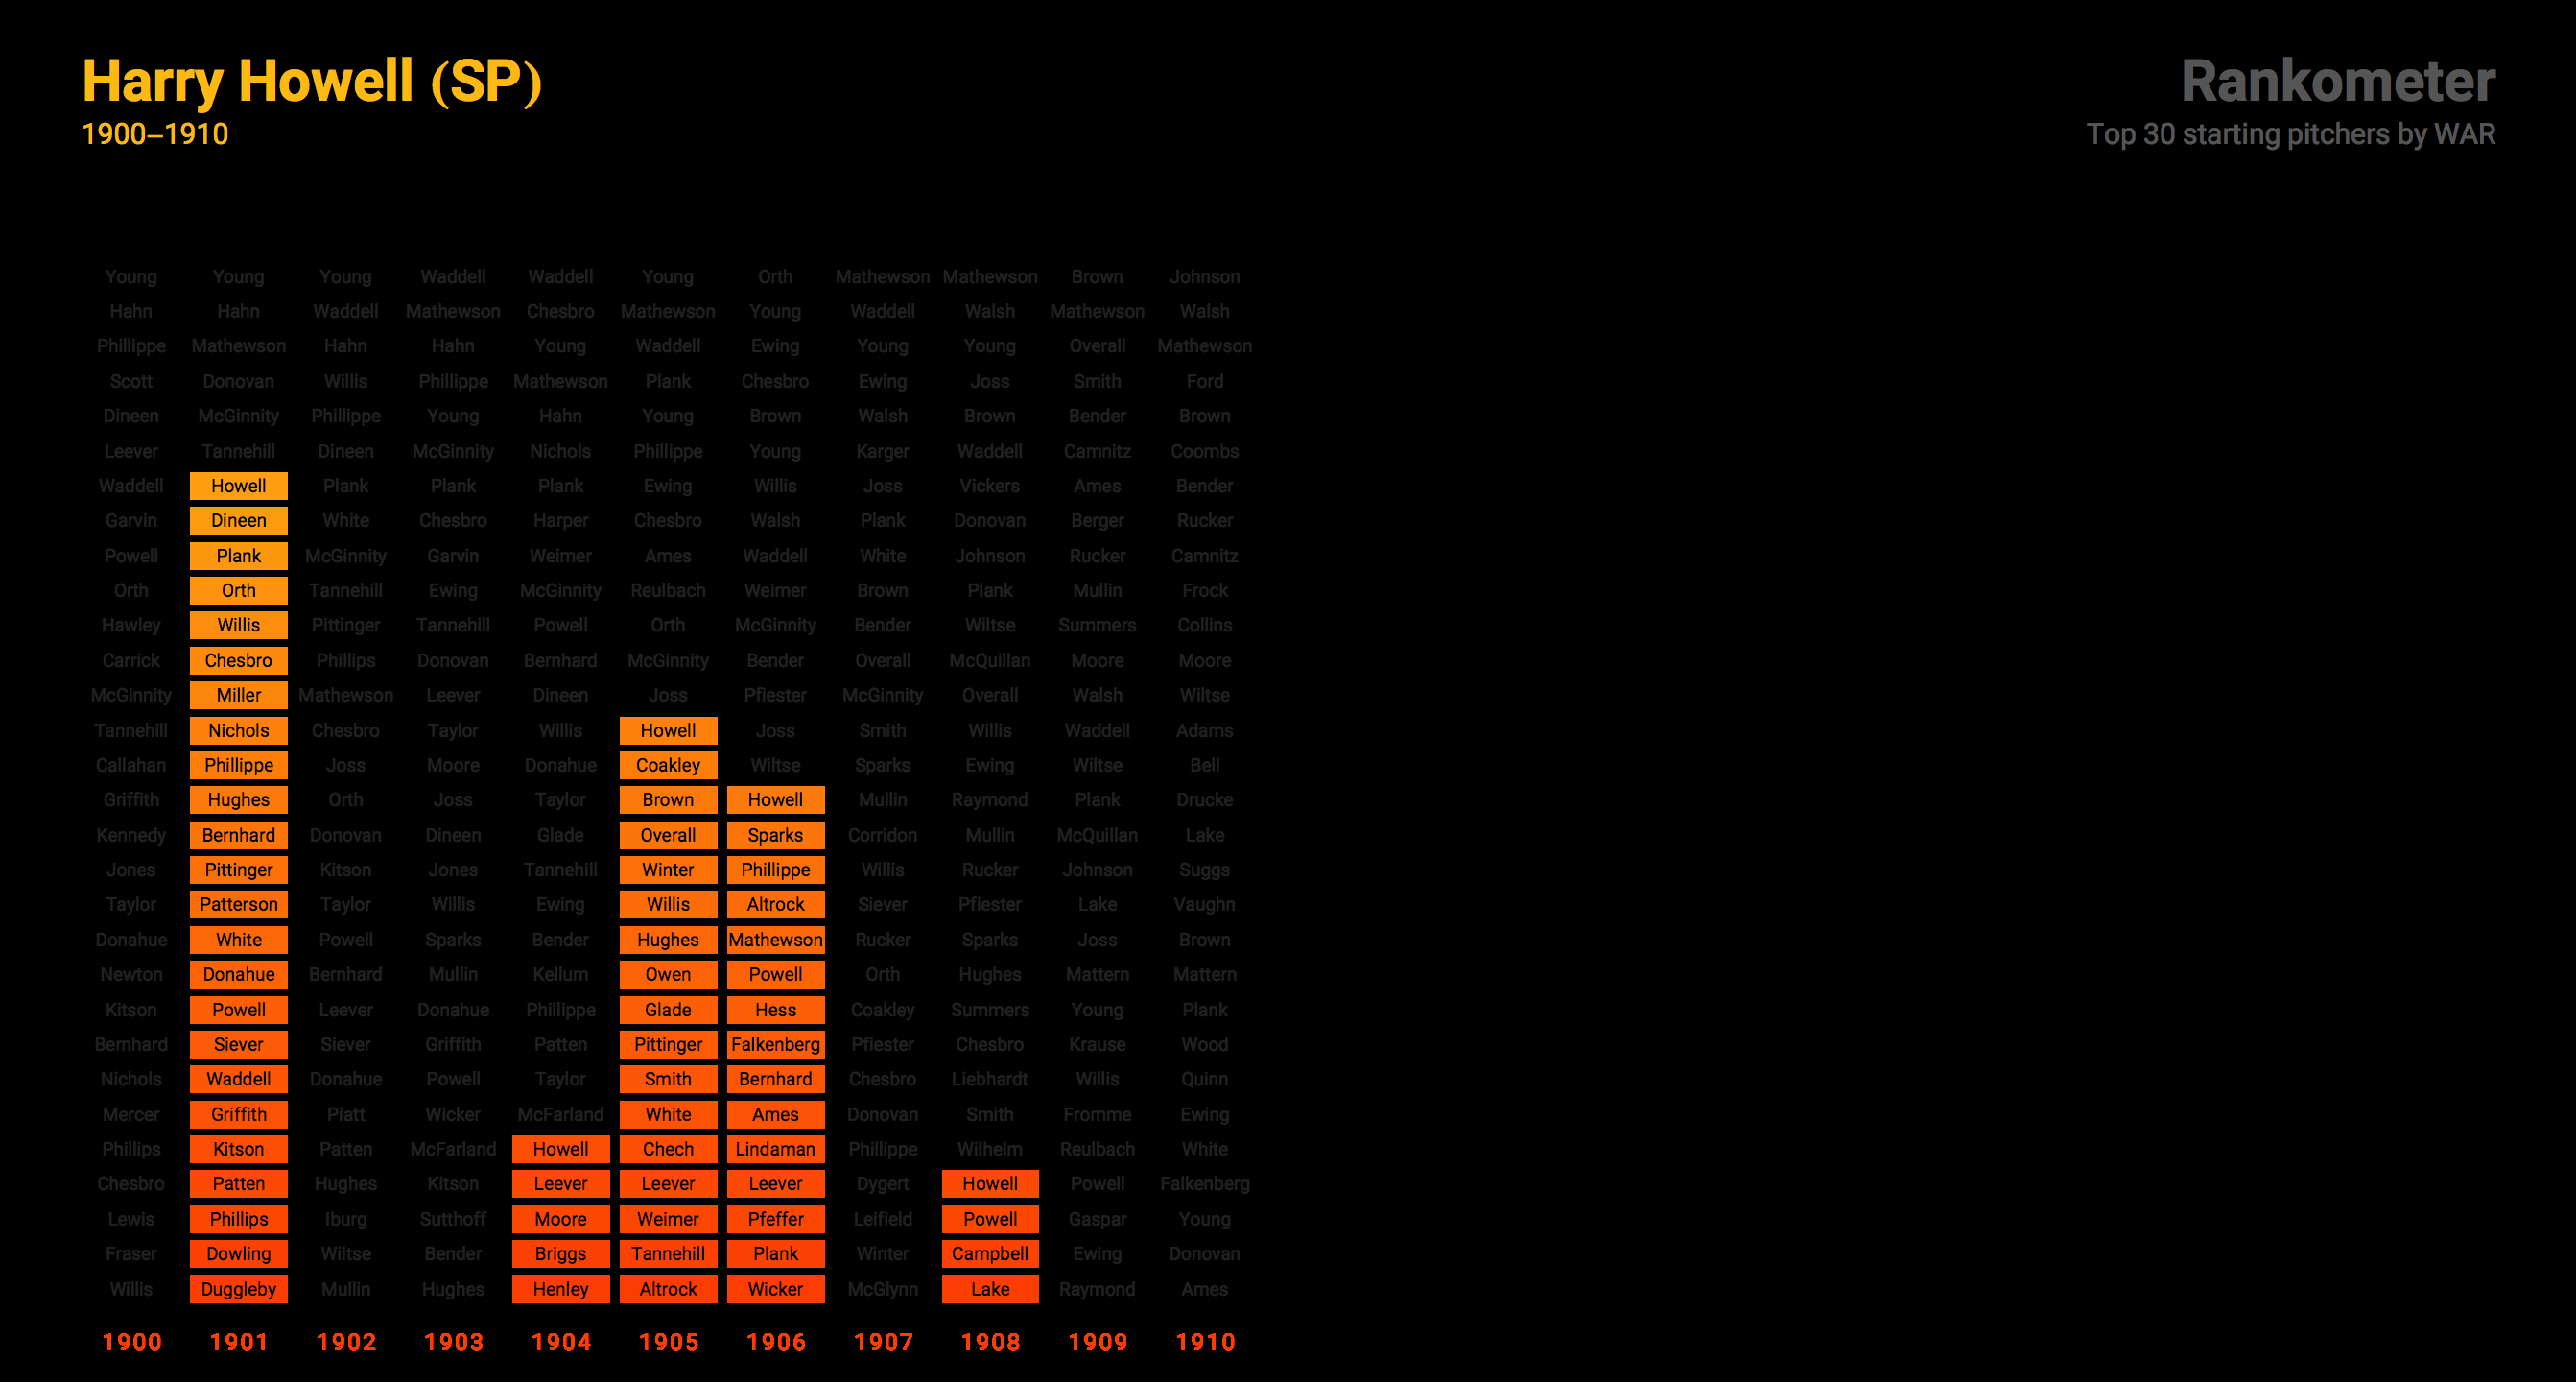 Harry Howell (SP)
1900–1910
Rankometer
Top 30 starting pitchers by WAR
Young Young Young Waddell Waddell Young Orth Mathewson Mathewson Brown Johnson
Hahn Hahn Waddell Mathewson Chesbro Mathewson Young Waddell Walsh Mathewson Walsh
Phillippe Mathewson Hahn Hahn Young Waddell Ewing Young Young Overall Mathewson
Scott Donovan Willis Phillippe Mathewson Plank Chesbro Ewing Joss Smith Ford
Dineen McGinnity Phillippe Young Hahn Young Brown Walsh Brown Bender Brown
Leever Tannehill Dineen McGinnity Nichols Phillippe Young Karger Waddell Camnitz Coombs
Waddell Howell Plank Plank Plank Ewing Willis Joss Vickers Ames Bender
Garvin Dineen White Chesbro Harper Chesbro Walsh Plank Donovan Berger Rucker
Powell Plank McGinnity Garvin Weimer Ames Waddell White Johnson Rucker Camnitz
Orth Orth Tannehill Ewing McGinnity Reulbach Weimer Brown Plank Mullin Frock
Hawley Willis Pittinger Tannehill Powell Orth McGinnity Bender Wiltse Summers Collins
Carrick Chesbro Phillips Donovan Bernhard McGinnity Bender Overall McQuillan Moore Moore
McGinnity Miller Mathewson Leever Dineen Joss Pfiester McGinnity Overall Walsh Wiltse
Tannehill Nichols Chesbro Taylor Willis Howell Joss Smith Willis Waddell Adams
Callahan Phillippe Joss Moore Donahue Coakley Wiltse Sparks Ewing Wiltse Bell
Griffith Hughes Orth Joss Taylor Brown Howell Mullin Raymond Plank Drucke
Kennedy Bernhard Donovan Dineen Glade Overall Sparks Corridon Mullin McQuillan Lake
Jones Pittinger Kitson Jones Tannehill Winter Phillippe Willis Rucker Johnson Suggs
Taylor Patterson Taylor Willis Ewing Willis Altrock Siever Pfiester Lake Vaughn
Donahue White Powell Sparks Bender Hughes Mathewson Rucker Sparks Joss Brown
Newton Donahue Bernhard Mullin Kellum Owen Powell Orth Hughes Mattern Mattern
Kitson Powell Leever Donahue Phillippe Glade Hess Coakley Summers Young Plank
Bernhard Siever Siever Griffith Patten Pittinger Falkenberg Pfiester Chesbro Krause Wood
Nichols Waddell Donahue Powell Taylor Smith Bernhard Chesbro Liebhardt Willis Quinn
Mercer Griffith Piatt Wicker McFarland White Ames Donovan Smith Fromme Ewing
Phillips Kitson Patten McFarland Howell Chech Lindaman Phillippe Wilhelm Reulbach White
Chesbro Patten Hughes Kitson Leever Leever Leever Dygert Howell Powell Falkenberg
Lewis Phillips Iburg Sutthoff Moore Weimer Pfeffer Leifield Powell Gaspar Young
Fraser Dowling Wiltse Bender Briggs Tannehill Plank Winter Campbell Ewing Donovan
Willis Duggleby Mullin Hughes Henley Altrock Wicker McGlynn Lake Raymond Ames
1900 1901 1902 1903 1904 1905 1906 1907 1908 1909 1910